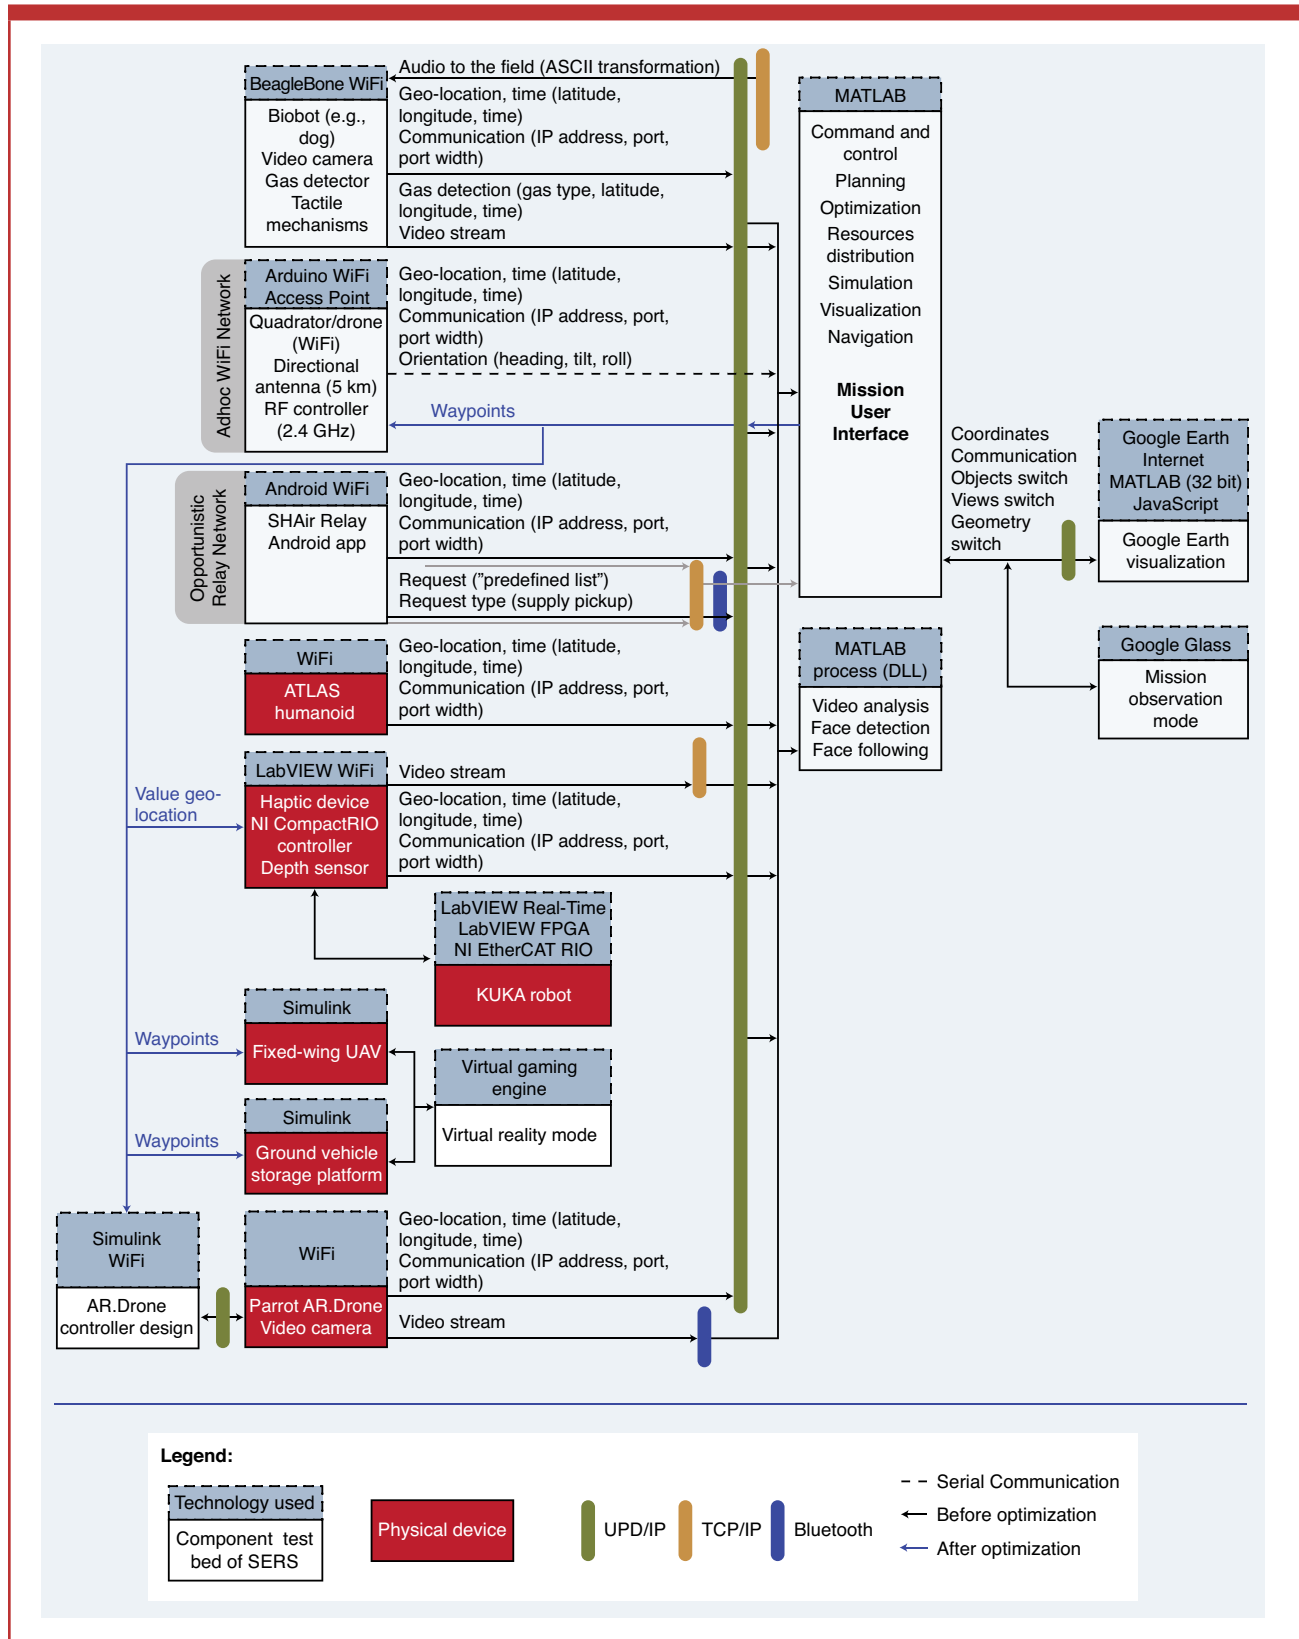 Audio to the field (ASCII transformation)
BeagleBone WiFi
Biobot (e.g.,
dog)
Video camera
Gas detector
Tactile
mechanisms
Geo-location, time (latitude,
longitude, time)
Communication (IP address, port,
port width)
Gas detection (gas type, latitude,
longitude, time)
Video stream
MATLAB
Command and
control
Planning
Optimization
Resources
distribution
Simulation
Visualization
Navigation
Mission
User
Interface
Adhoc WiFi Network
Arduino WiFi
Access Point
Quadrator/drone
(WiFi)
Directional
antenna (5 km)
RF controller
(2.4 GHz)
Geo-location, time (latitude,
longitude, time)
Communication (IP address, port,
port width)
Orientation (heading, tilt, roll)
Waypoints
Coordinates
Communication
Objects switch
Views switch
Geometry
switch
Google Earth
Internet
MATLAB (32 bit)
JavaScript
Google Earth
visualization
Opportunistic
Relay Network
Android WiFi
SHAir Relay
Android app
Geo-location, time (latitude,
longitude, time)
Communication (IP address, port,
port width)
Request ("predefined list")
Request type (supply pickup)
WiFi
ATLAS
humanoid
Geo-location, time (latitude,
longitude, time)
Communication (IP address, port,
port width)
MATLAB
process (DLL)
Video analysis
Face detection
Face following
Google Glass
Mission
observation
mode
Value geo-
location
LabVIEW WiFi
Haptic device
NI CompactRIO
controller
Depth sensor
Video stream
Geo-location, time (latitude,
longitude, time)
Communication (IP address, port,
port width)
LabVIEW Real-Time
LabVIEW FPGA
NI EtherCAT RIO
KUKA robot
Waypoints
Simulink
Fixed-wing UAV
Virtual gaming
engine
Virtual reality mode
Waypoints
Simulink
Ground vehicle
storage platform
Simulink
WiFi
AR.Drone
controller design
WiFi
Parrot AR.Drone
Video camera
Geo-location, time (latitude,
longitude, time)
Communication (IP address, port,
port width)
Video stream
Legend:
Technology used
Component test
bed of SERS
Physical device
UPD/IP
TCP/IP
Bluetooth
Serial Communication
Before optimization
After optimization